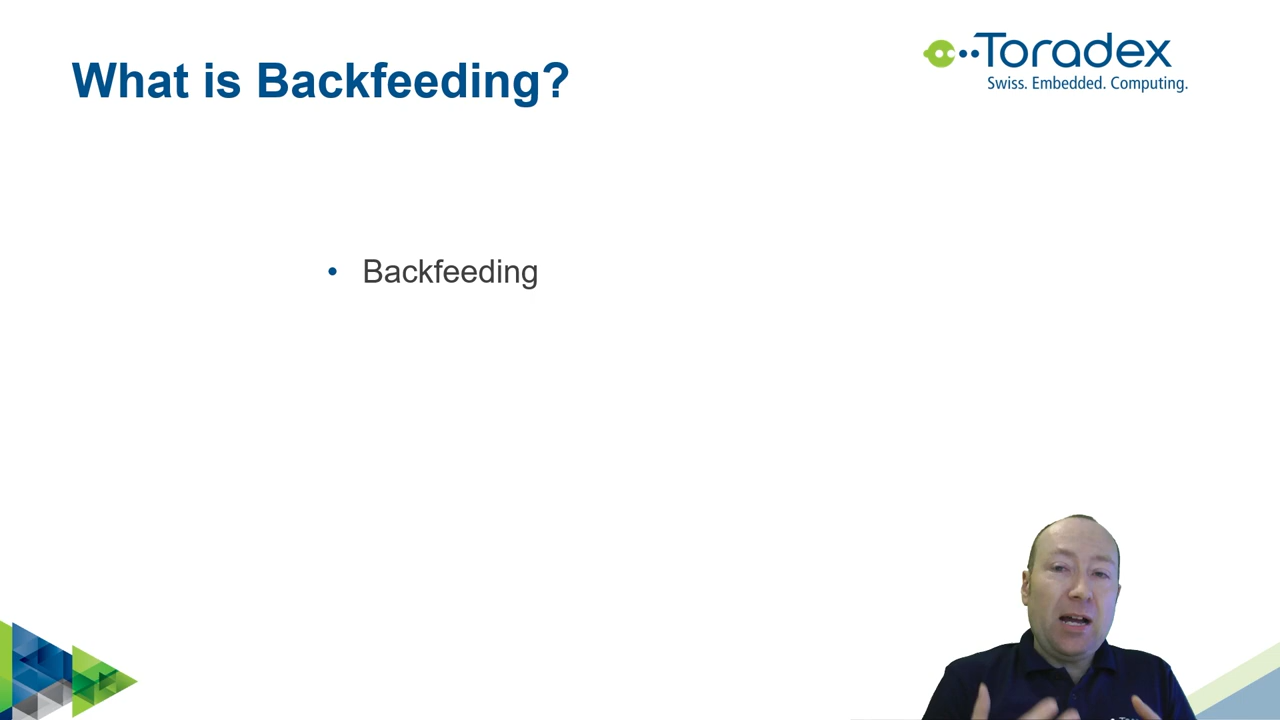 What is Backfeeding?
Toradex
Swiss. Embedded. Computing.
• Backfeeding